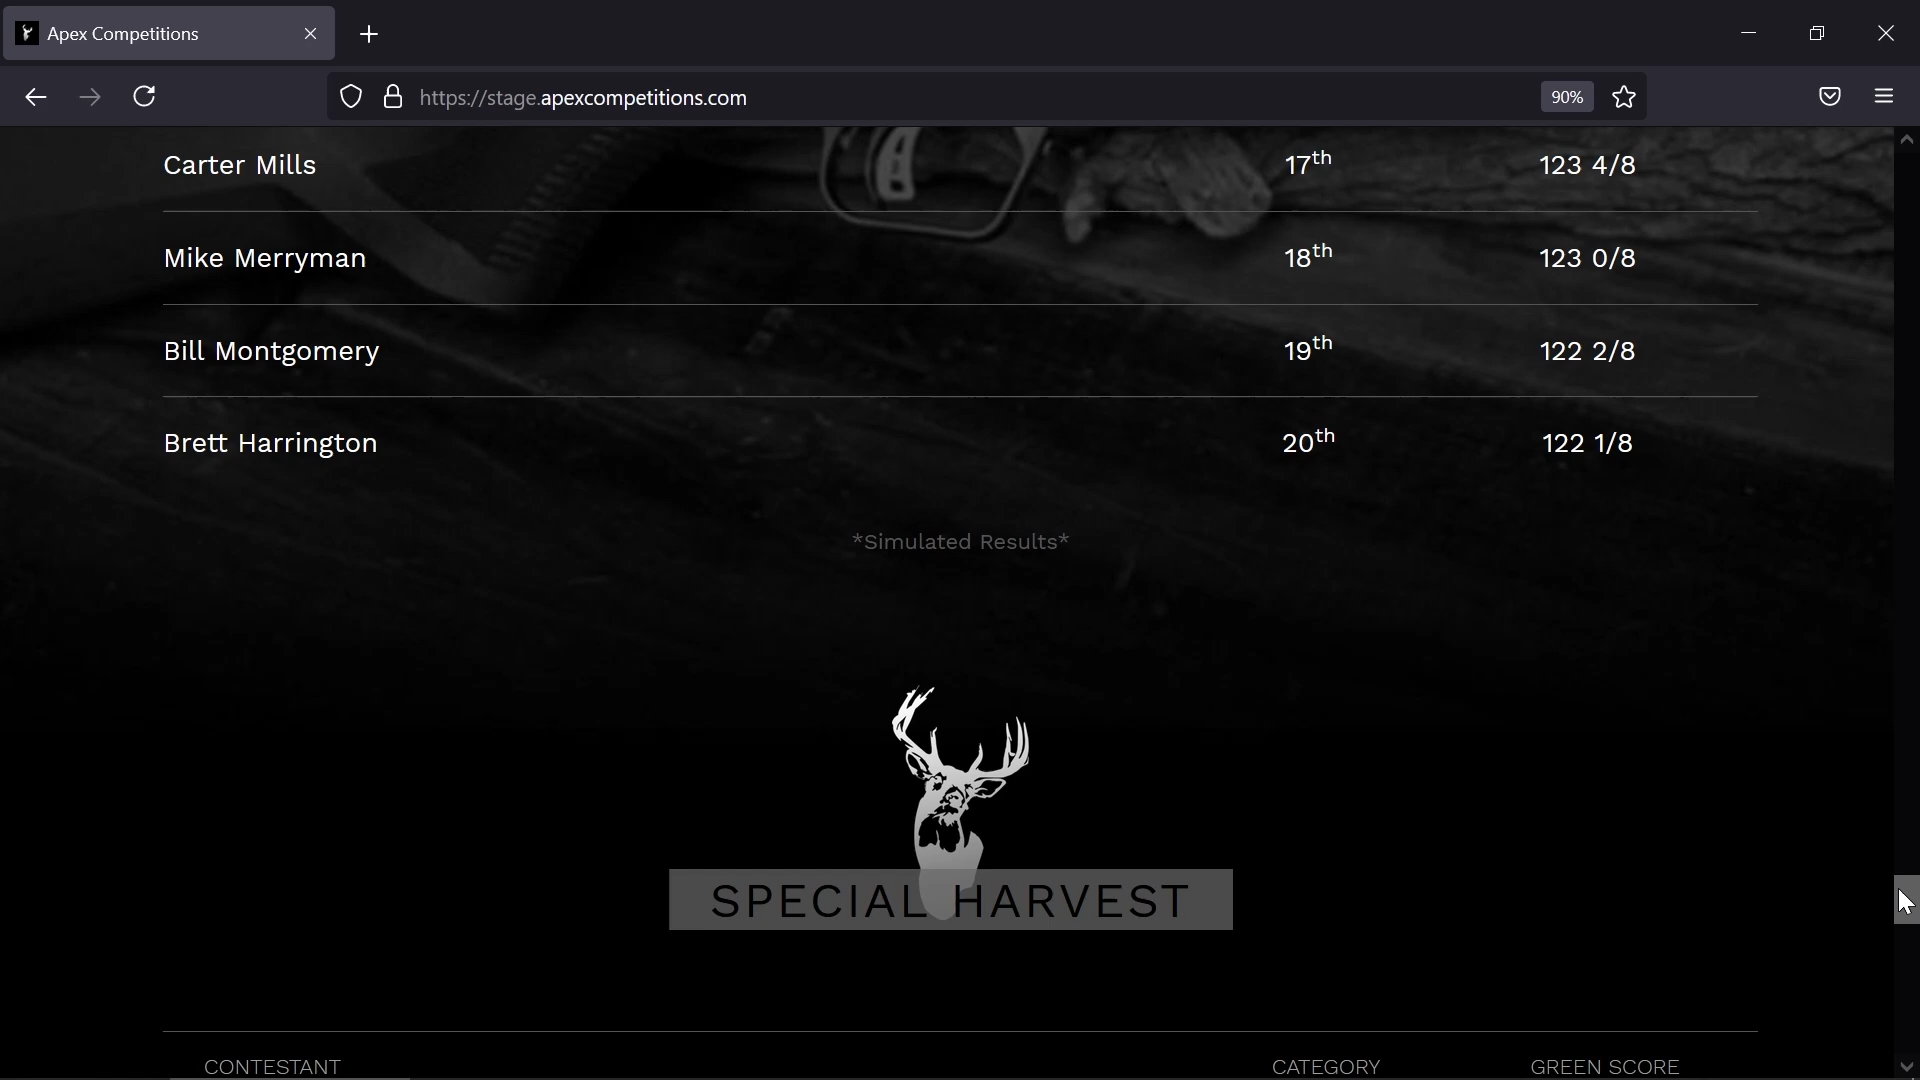 Apex Competitions
https://stage.apexcompetitions.com
90%
Carter Mills 17th 123 4/8
Mike Merryman 18th 123 0/8
Bill Montgomery 19th 122 2/8
Brett Harrington 20th 122 1/8
*Simulated Results*
SPECIAL HARVEST
CONTESTANT CATEGORY GREEN SCORE